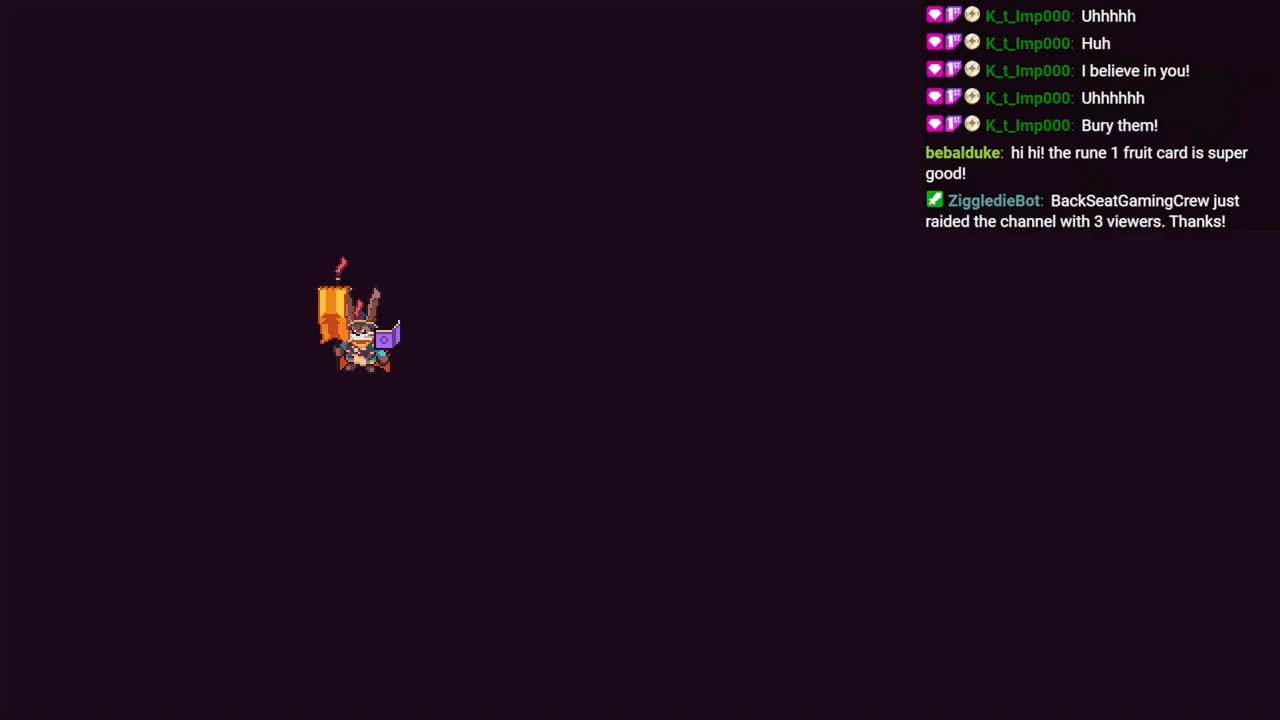 K_t_Imp000: Uhhhhh
K_t_Imp000: Huh
K_t_Imp000: I believe in you!
K_t_Imp000: Uhhhhhh
K_t_Imp000: Bury them!
bebalduke: hi hi! the rune 1 fruit card is super
good!
ZiggledieBot: BackSeatGamingCrew just
raided the channel with 3 viewers. Thanks!